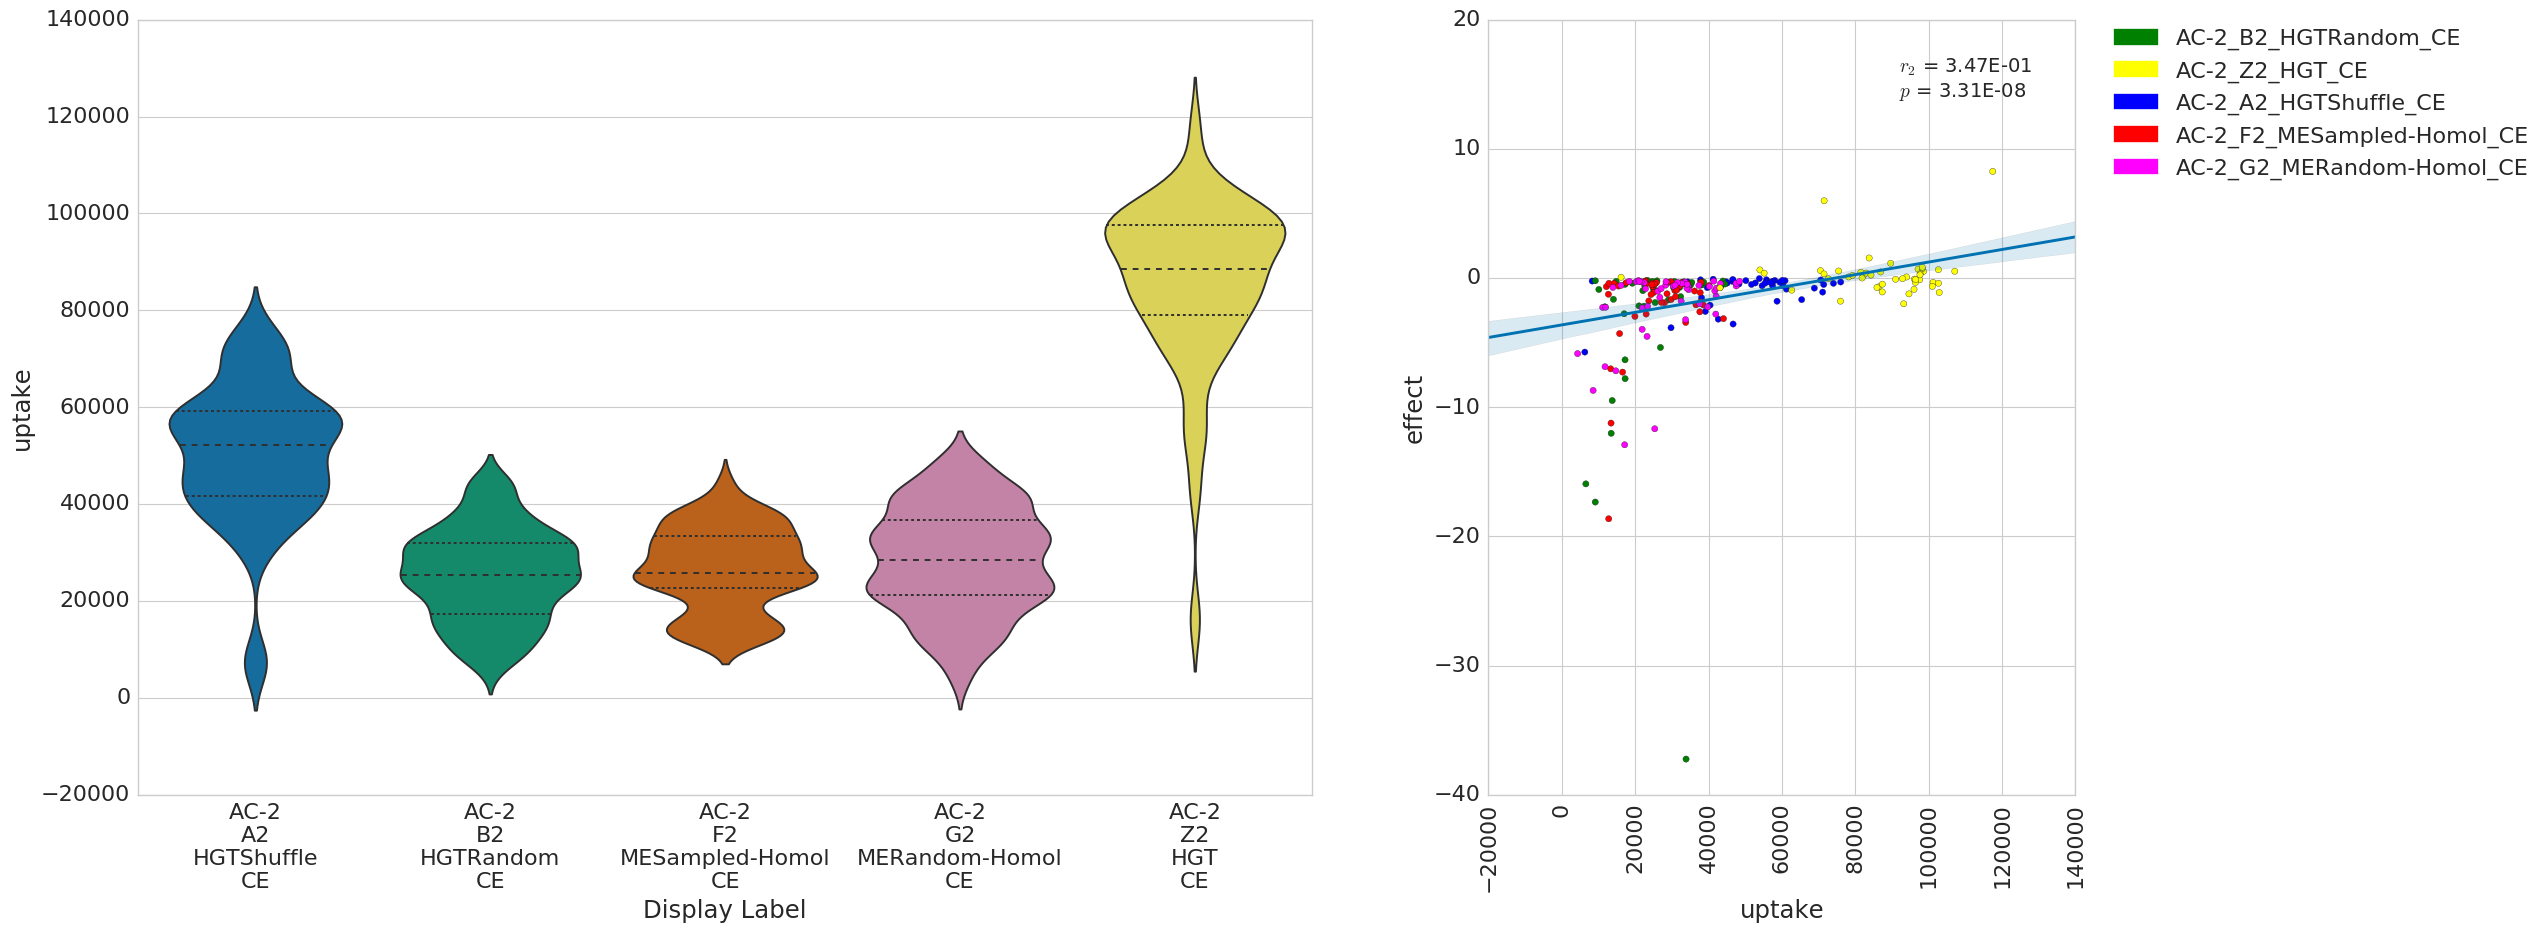 140000
120000
100000
80000
60000
40000
20000
0
−20000
uptake
AC-2
A2
HGTShuffle
CE
AC-2
B2
HGTRandom
CE
AC-2
F2
MESampled-Homol
CE
AC-2
G2
MERandom-Homol
CE
AC-2
Z2
HGT
CE
Display Label
20
10
0
−10
−20
−30
−40
effect
r2 = 3.47E-01
p = 3.31E-08
−20000
0
20000
40000
60000
80000
100000
120000
140000
uptake
AC-2_B2_HGTRandom_CE
AC-2_Z2_HGT_CE
AC-2_A2_HGTShuffle_CE
AC-2_F2_MESampled-Homol_CE
AC-2_G2_MERandom-Homol_CE